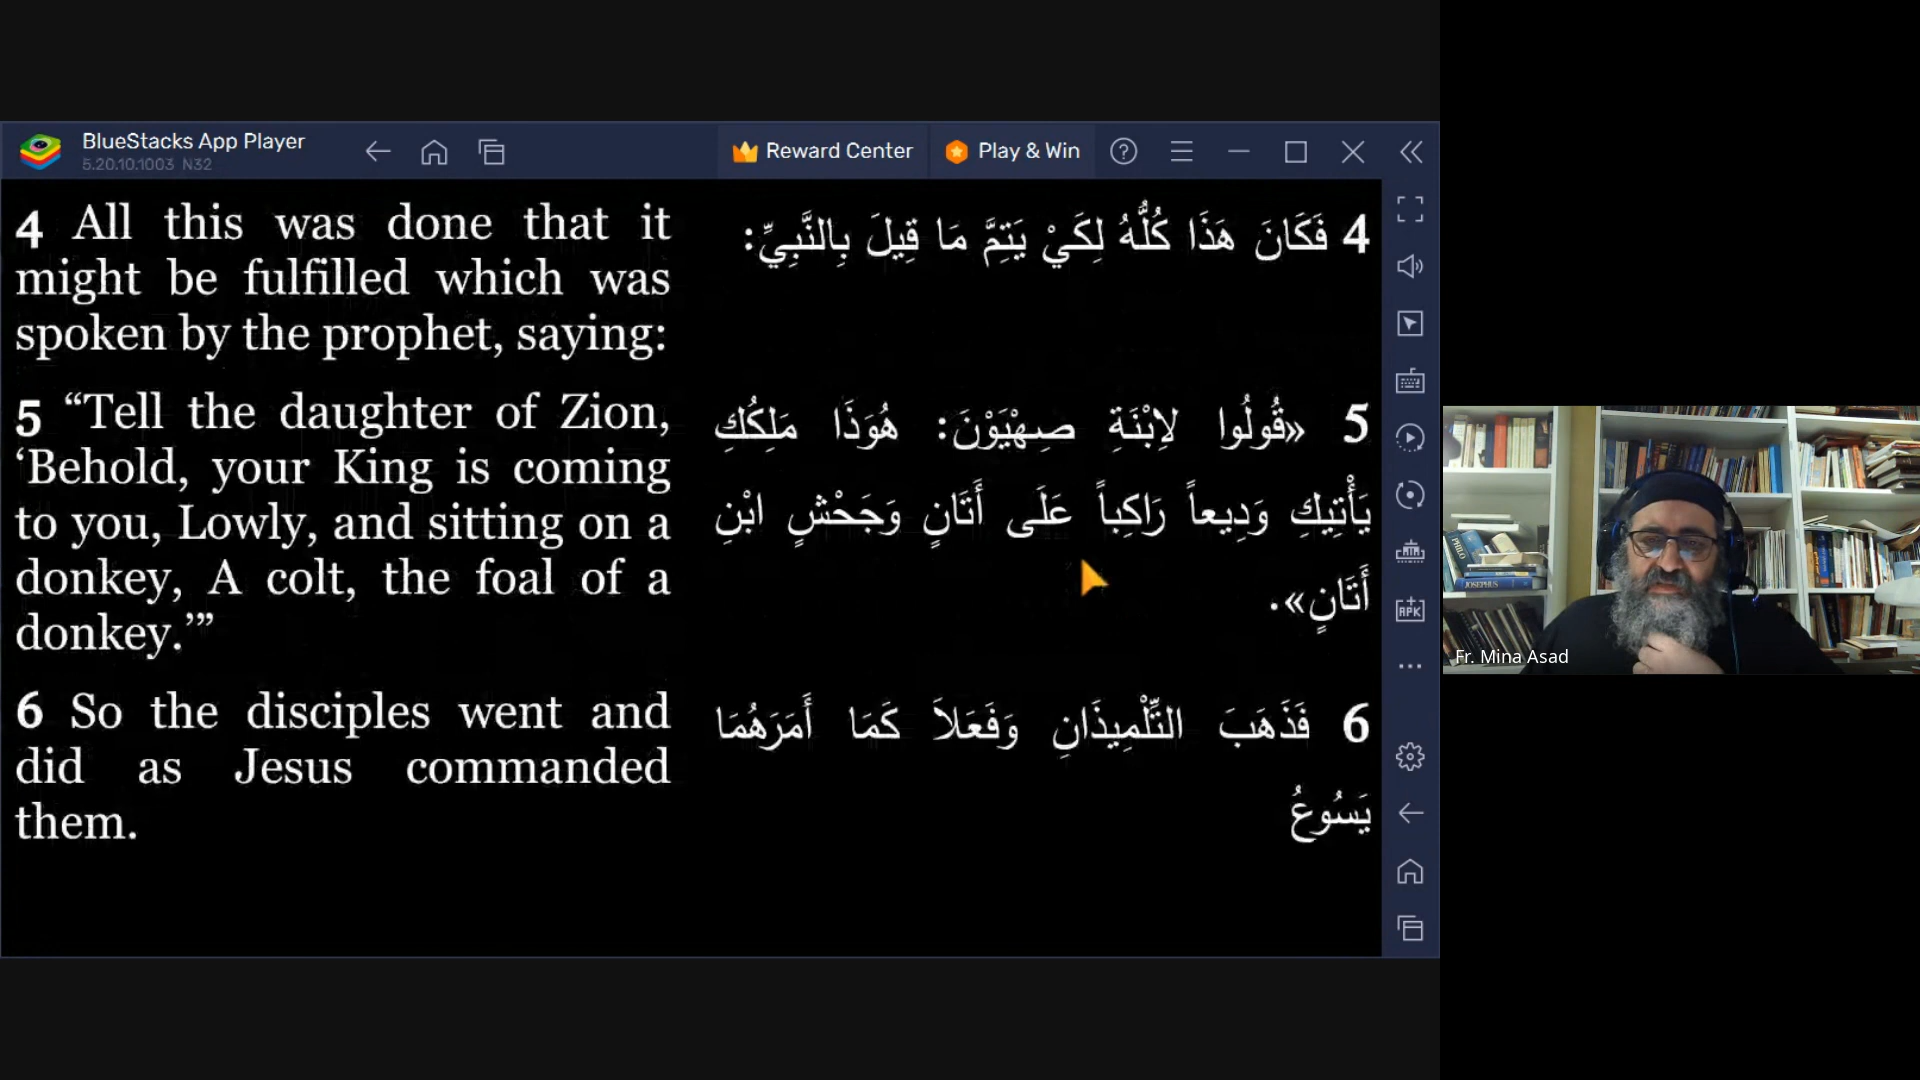 BlueStacks App Player
5.20.10.1003 N32
Reward Center
Play & Win
4 All this was done that it
might be fulfilled which was
spoken by the prophet, saying:
5 “Tell the daughter of Zion,
‘Behold, your King is coming
to you, Lowly, and sitting on a
donkey, A colt, the foal of a
donkey.’”
6 So the disciples went and
did as Jesus commanded
them.
4 فَكَانَ هَذَا كُلُّهُ لِكَيْ يَتِمَّ مَا قِيلَ بِالنَّبِيِّ:
5 «قُولُوا لِابْنَةِ صِهْيَوْنَ: هُوَذَا مَلِكُكِ
يَأْتِيكِ وَدِيعاً رَاكِباً عَلَى أَتَانٍ وَجَحْشٍ ابْنِ
أَتَانٍ».
6 فَذَهَبَ التِّلْمِيذَانِ وَفَعَلاَ كَمَا أَمَرَهُمَا
يَسُوعُ
APK
PHILO
JOSEPHUS
Fr. Mina Asad